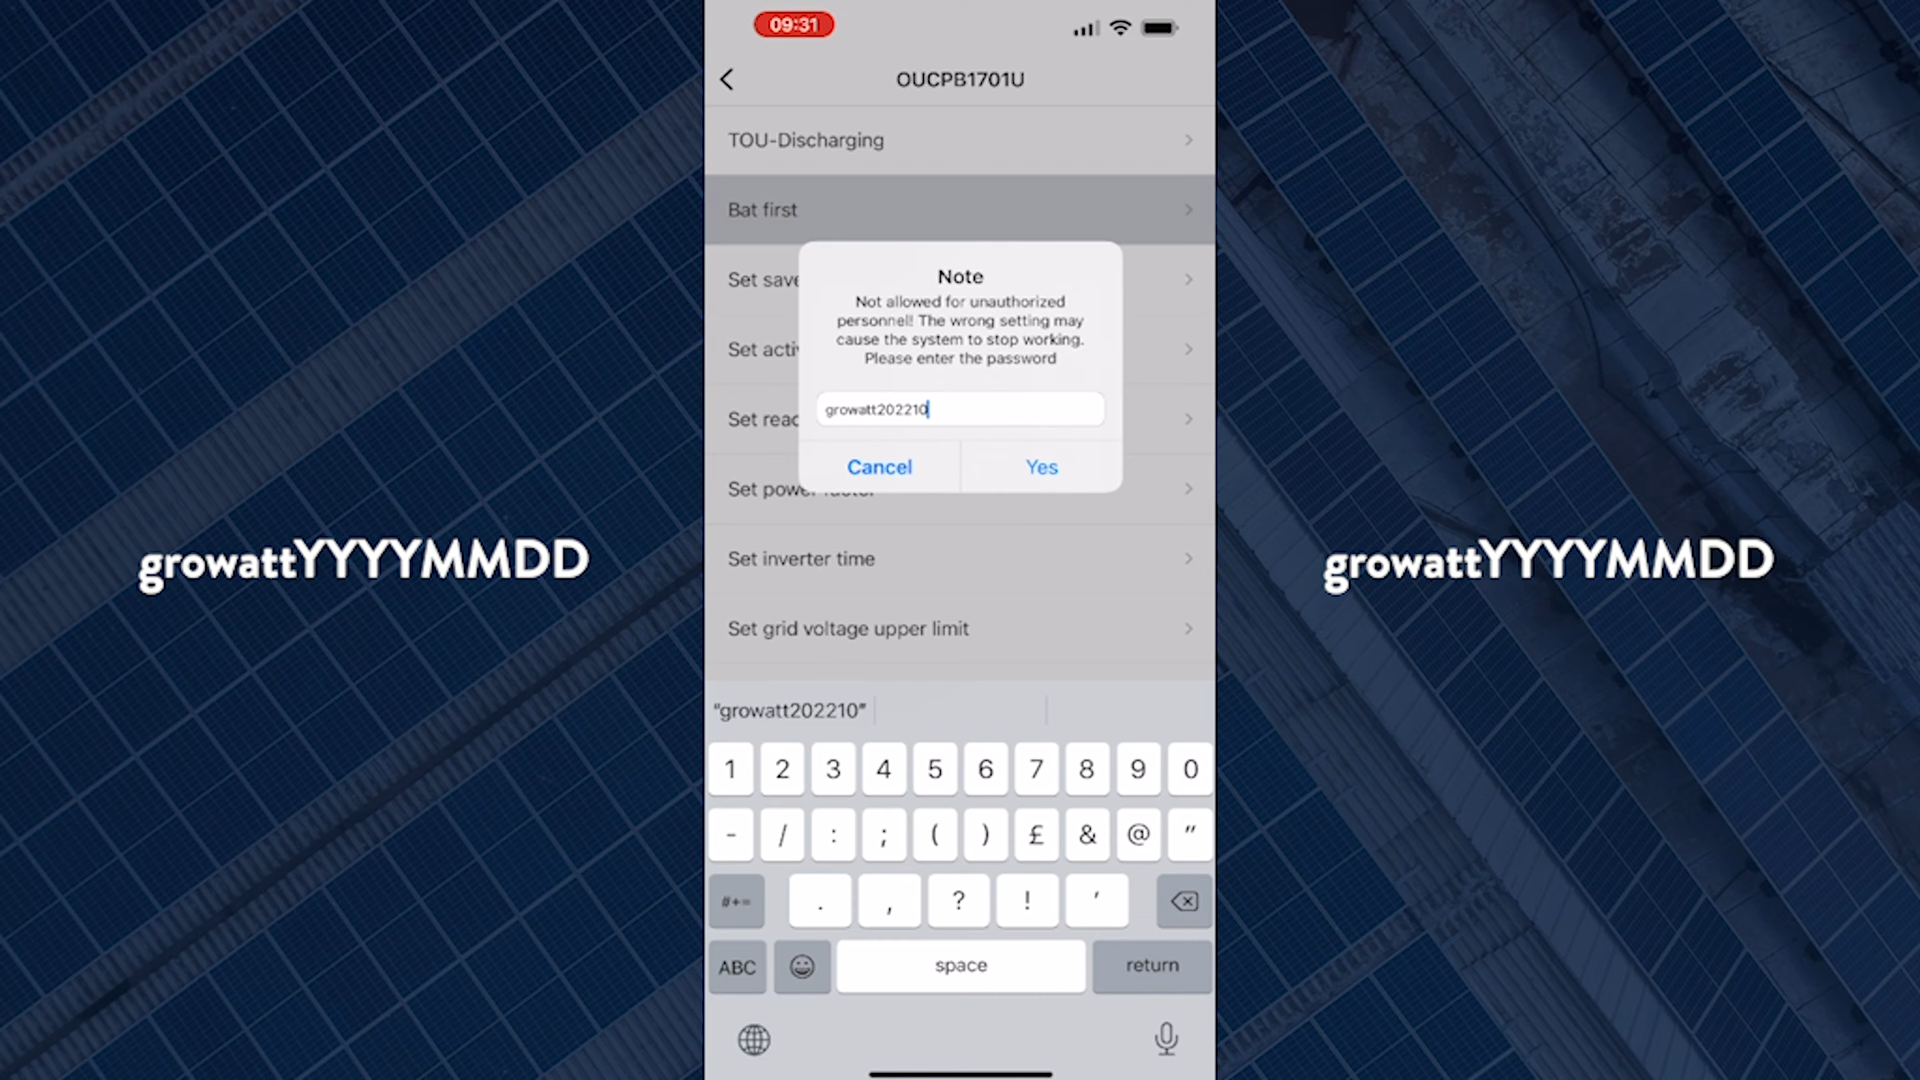 09:31
OUCPB1701U
TOU-Discharging
Bat first
Set save
Set acti
Set reac
Set power factor
Set inverter time
Set grid voltage upper limit
Note
Not allowed for unauthorized
personnel! The wrong setting may
cause the system to stop working.
Please enter the password
growatt202210
Cancel
Yes
growattYYYYMMDD
growattYYYYMMDD
“growatt202210”
1 2 3 4 5 6 7 8 9 0
- / : ; ( ) £ & @ "
#+= . , ? ! '
ABC space return